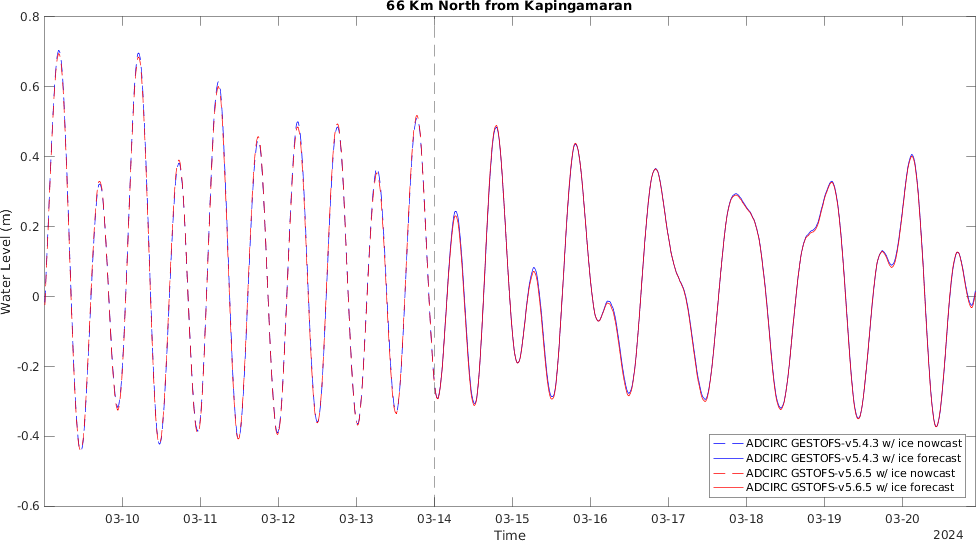 66 Km North from Kapingamaran
Water Level (m)
0.8
0.6
0.4
0.2
0
-0.2
-0.4
-0.6
ADCIRC GESTOFS-v5.4.3 w/ ice nowcast
ADCIRC GESTOFS-v5.4.3 w/ ice forecast
ADCIRC GSTOFS-v5.6.5 w/ ice nowcast
ADCIRC GSTOFS-v5.6.5 w/ ice forecast
03-10 03-11 03-12 03-13 03-14 03-15 03-16 03-17 03-18 03-19 03-20
Time
2024